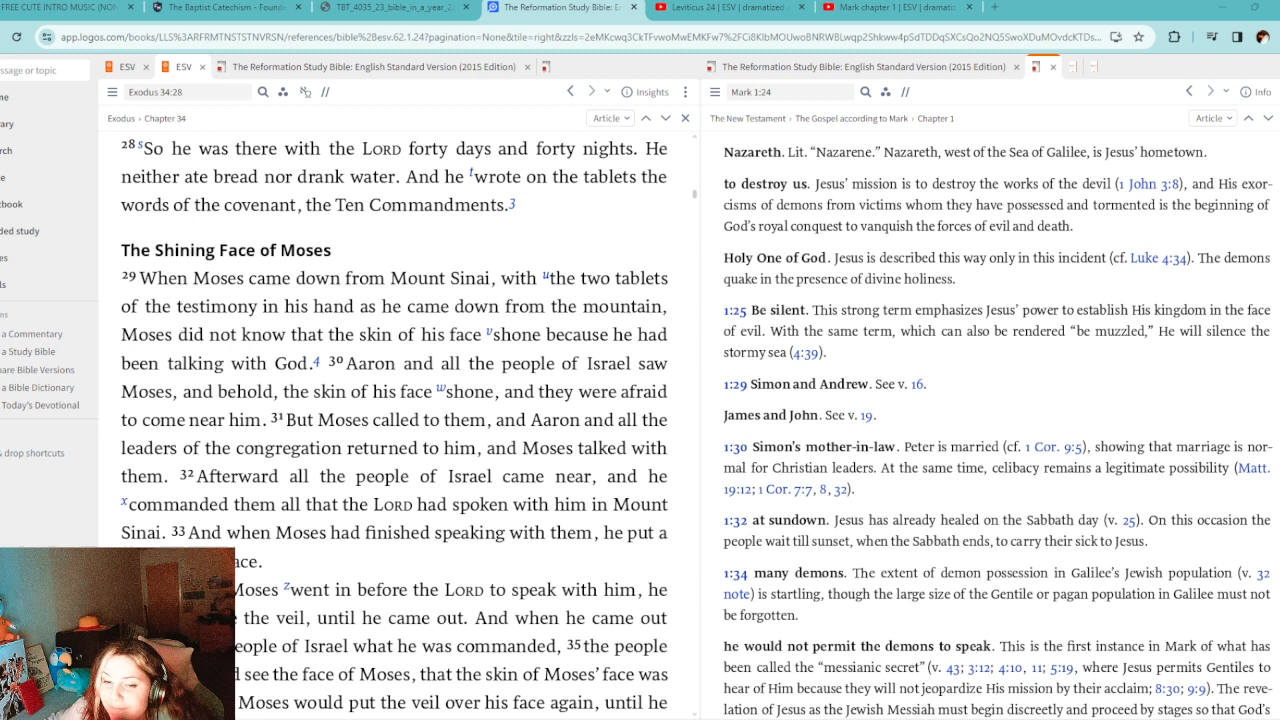 FREE CUTE INTRO MUSIC (NON
The Baptist Catechism - Founde
TBT_4035_23_bible_in_a_year_2
The Reformation Study Bible: En
Leviticus 24 | ESV | dramatized
Mark chapter 1 | ESV | dramatiz
ssage or topic
me
ary
rch
e
tbook
ded study
es
ls
ns
a Commentary
a Study Bible
pare Bible Versions
a Bible Dictionary
Today's Devotional
& drop shortcuts
ESV
ESV
The Reformation Study Bible: English Standard Version (2015 Edition)
Exodus 34:28
Insights
Exodus › Chapter 34
Article
28 s So he was there with the LORD forty days and forty nights. He
neither ate bread nor drank water. And he t wrote on the tablets the
words of the covenant, the Ten Commandments.3
The Shining Face of Moses
29 When Moses came down from Mount Sinai, with u the two tablets
of the testimony in his hand as he came down from the mountain,
Moses did not know that the skin of his face v shone because he had
been talking with God.4 30 Aaron and all the people of Israel saw
Moses, and behold, the skin of his face w shone, and they were afraid
to come near him. 31 But Moses called to them, and Aaron and all the
leaders of the congregation returned to him, and Moses talked with
them. 32 Afterward all the people of Israel came near, and he
x commanded them all that the LORD had spoken with him in Mount
Sinai. 33 And when Moses had finished speaking with them, he put a
ace.
Moses z went in before the LORD to speak with him, he
the veil, until he came out. And when he came out
eople of Israel what he was commanded, 35 the people
d see the face of Moses, that the skin of Moses' face was
Moses would put the veil over his face again, until he
The Reformation Study Bible: English Standard Version (2015 Edition)
Mark 1:24
Info
The New Testament › The Gospel according to Mark › Chapter 1
Article
Nazareth. Lit. "Nazarene." Nazareth, west of the Sea of Galilee, is Jesus' hometown.
to destroy us. Jesus' mission is to destroy the works of the devil (1 John 3:8), and His exor-
cisms of demons from victims whom they have possessed and tormented is the beginning of
God's royal conquest to vanquish the forces of evil and death.
Holy One of God. Jesus is described this way only in this incident (cf. Luke 4:34). The demons
quake in the presence of divine holiness.
1:25 Be silent. This strong term emphasizes Jesus' power to establish His kingdom in the face
of evil. With the same term, which can also be rendered "be muzzled," He will silence the
stormy sea (4:39).
1:29 Simon and Andrew. See v. 16.
James and John. See v. 19.
1:30 Simon's mother-in-law. Peter is married (cf. 1 Cor. 9:5), showing that marriage is nor-
mal for Christian leaders. At the same time, celibacy remains a legitimate possibility (Matt.
19:12; 1 Cor. 7:7, 8, 32).
1:32 at sundown. Jesus has already healed on the Sabbath day (v. 25). On this occasion the
people wait till sunset, when the Sabbath ends, to carry their sick to Jesus.
1:34 many demons. The extent of demon possession in Galilee's Jewish population (v. 32
note) is startling, though the large size of the Gentile or pagan population in Galilee must not
be forgotten.
he would not permit the demons to speak. This is the first instance in Mark of what has
been called the "messianic secret" (v. 43; 3:12; 4:10, 11; 5:19, where Jesus permits Gentiles to
hear of Him because they will not jeopardize His mission by their acclaim; 8:30; 9:9). The reve-
lation of Jesus as the Jewish Messiah must begin discreetly and proceed by stages so that God's